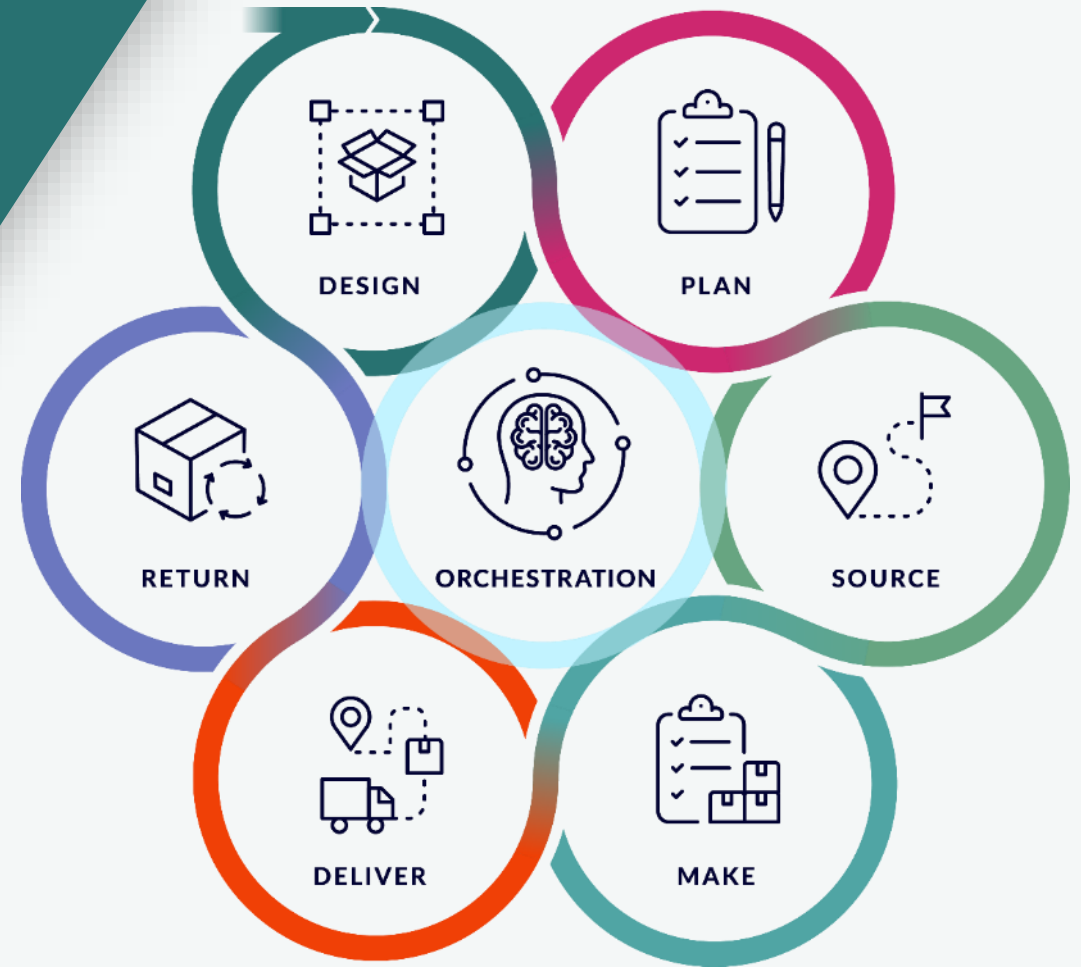 DESIGN
PLAN
RETURN
ORCHESTRATION
SOURCE
DELIVER
MAKE